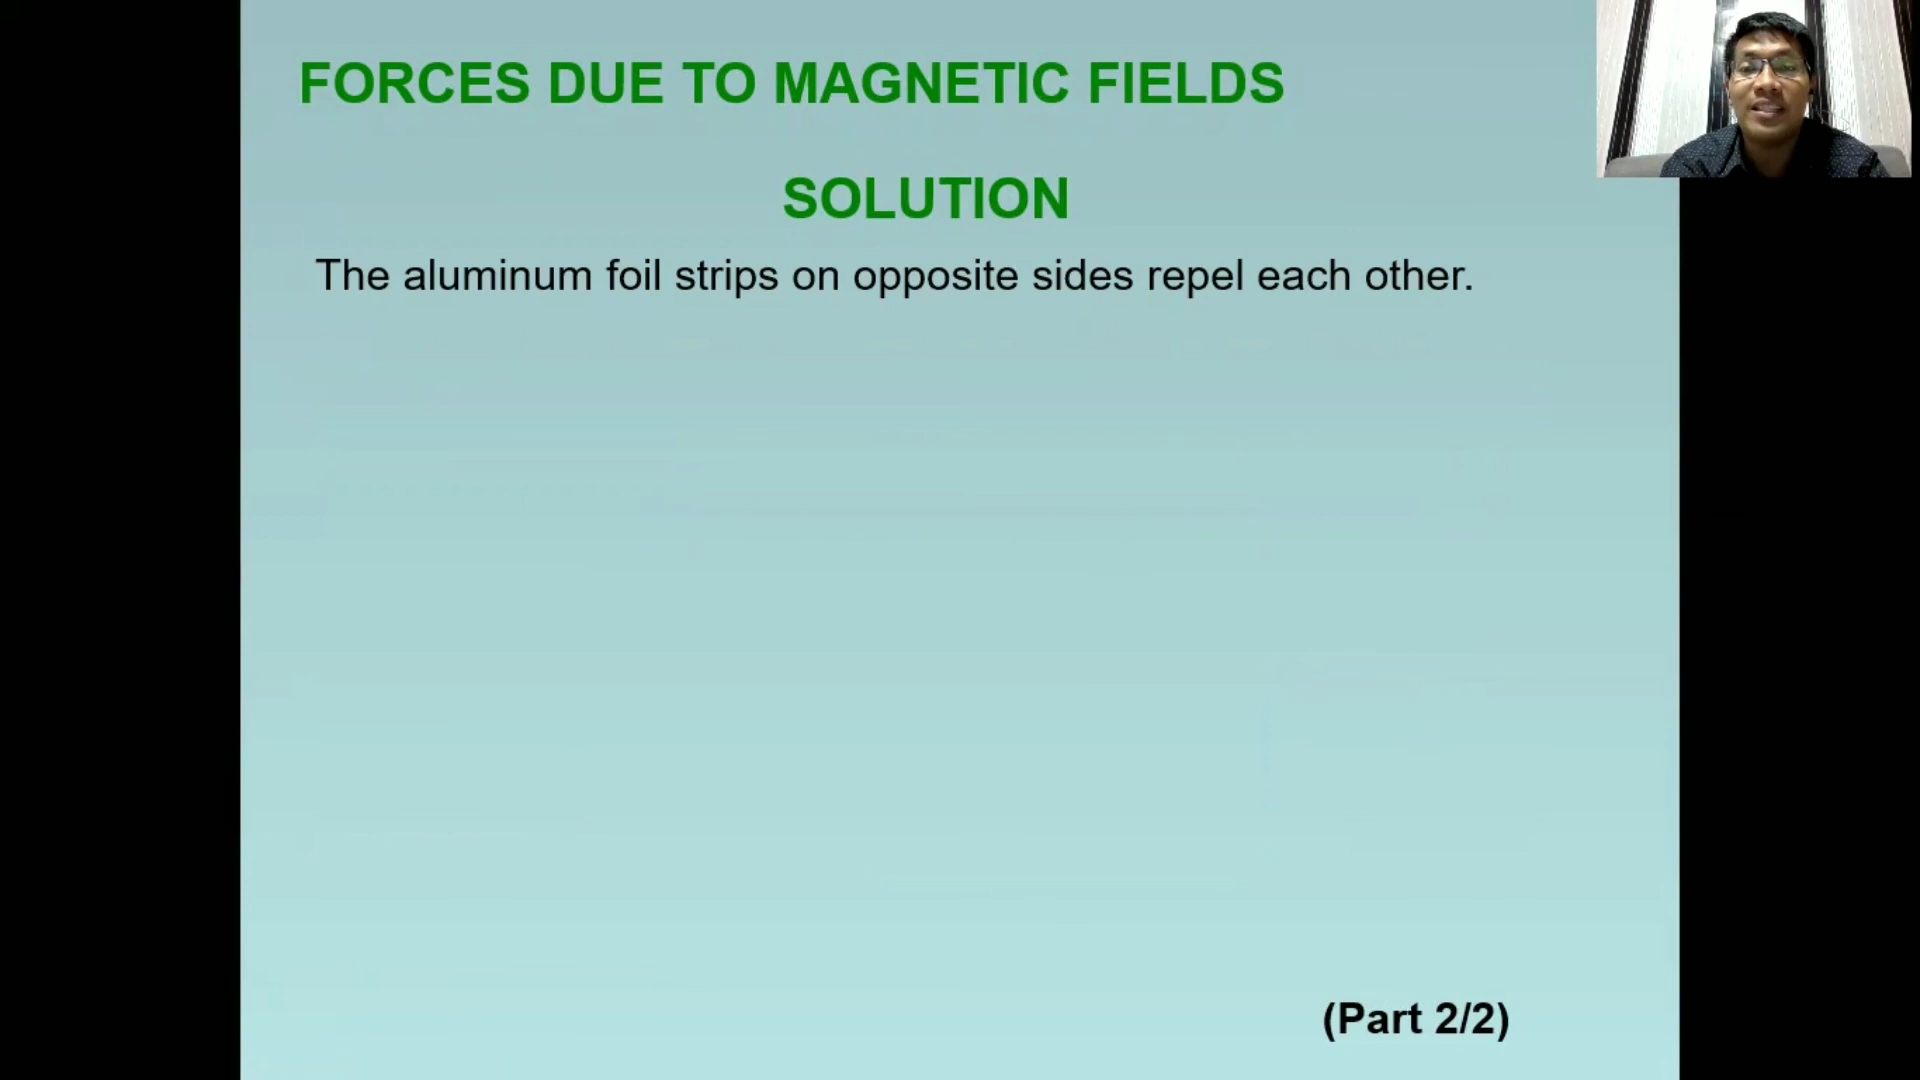 FORCES DUE TO MAGNETIC FIELDS
SOLUTION
The aluminum foil strips on opposite sides repel each other.
(Part 2/2)